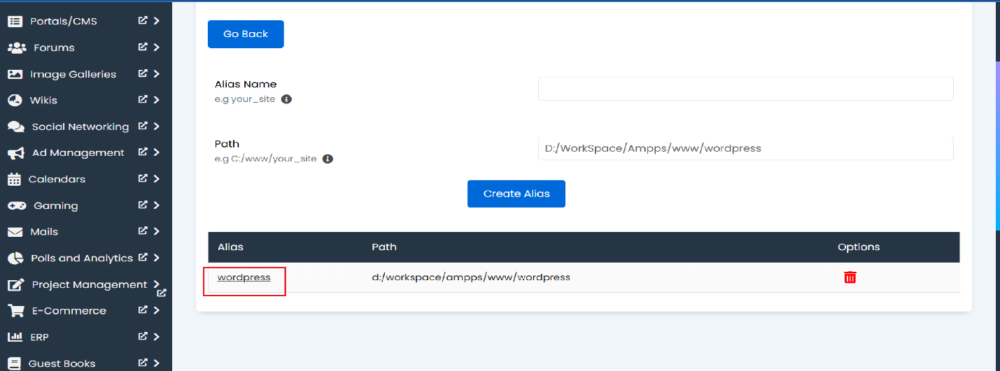 Portals/CMS
Forums
Image Galleries
Wikis
Social Networking
Ad Management
Calendars
Gaming
Mails
Polls and Analytics
Project Management
E-Commerce
ERP
Guest Books
Go Back
Alias Name
e.g your_site
Path
e.g C:/www/your_site
D:/WorkSpace/Ampps/www/wordpress
Create Alias
Alias Path Options
wordpress d:/workspace/ampps/www/wordpress